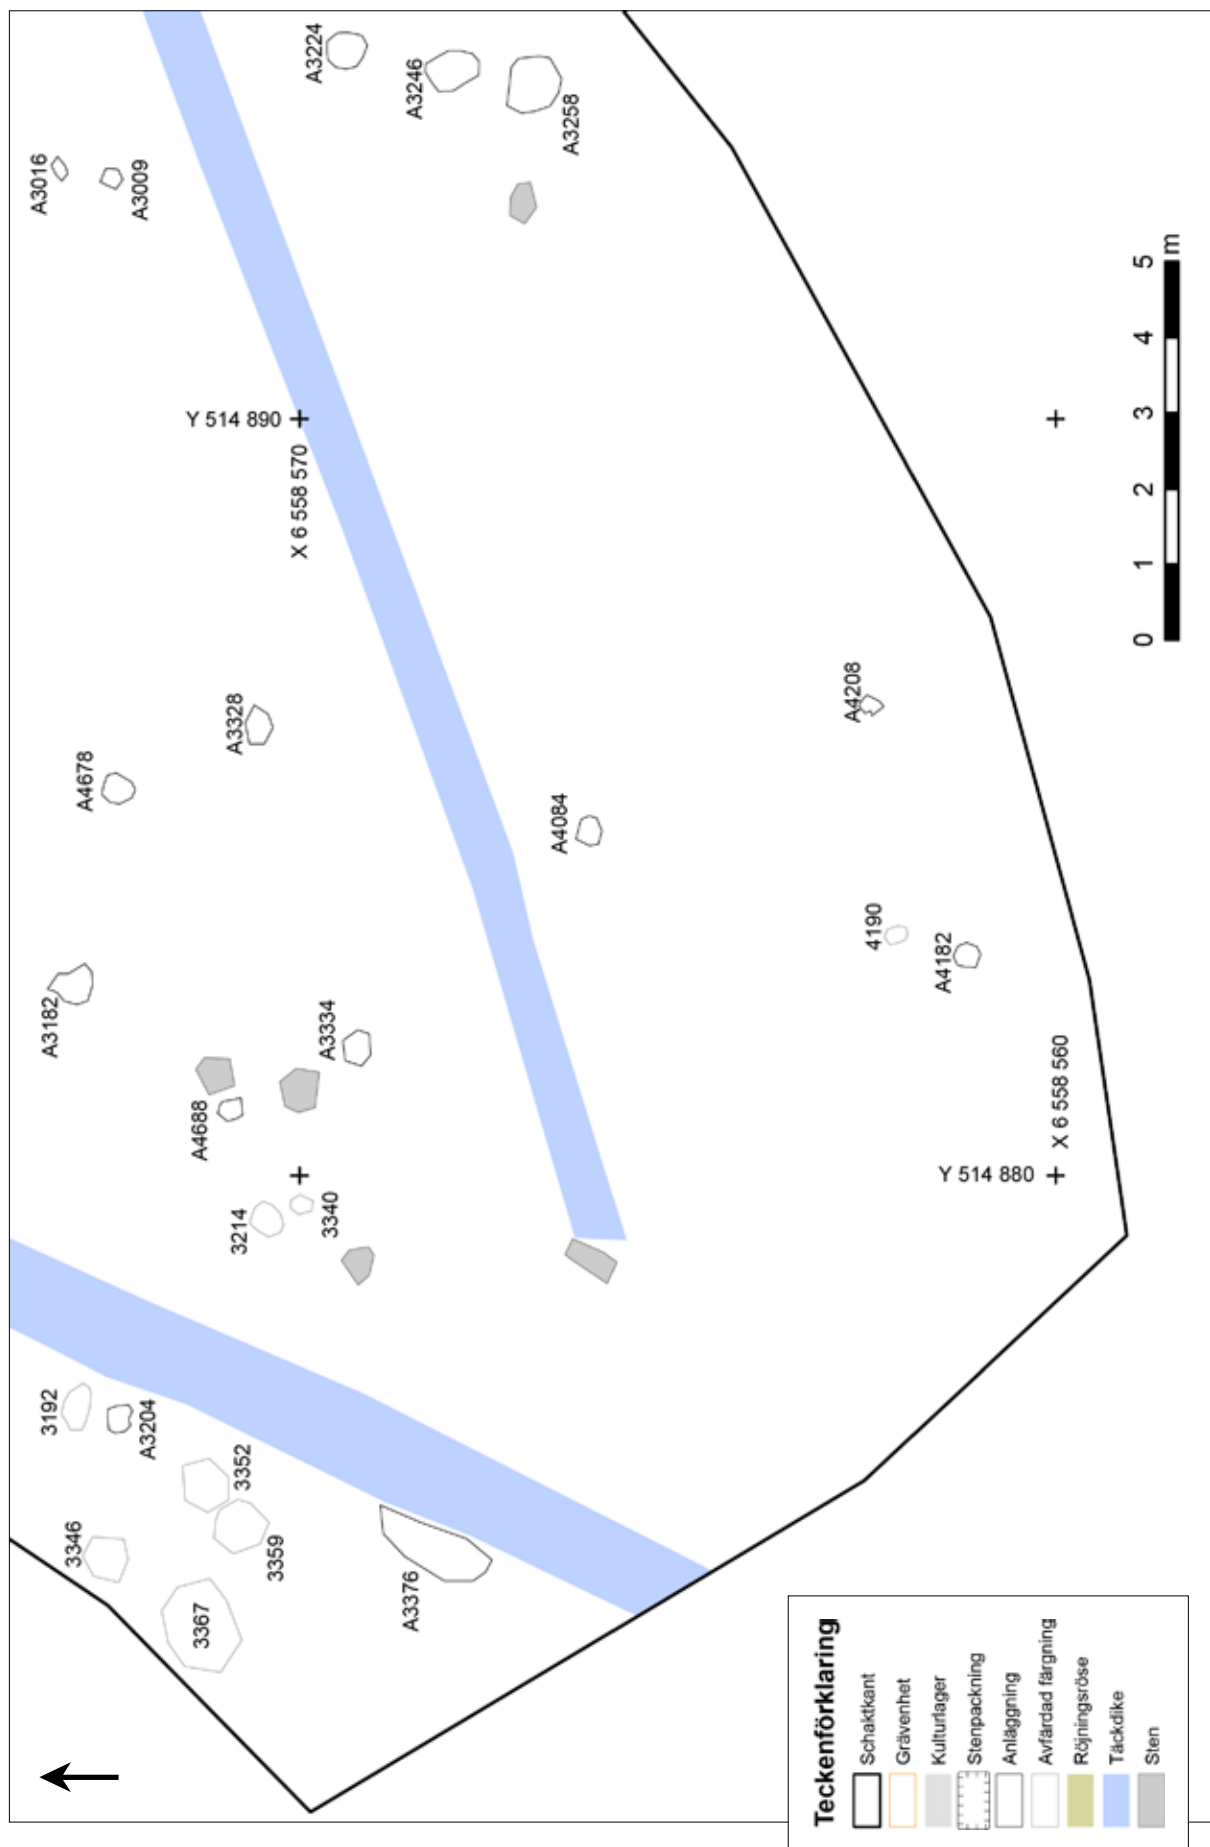 A3016
A3009
A3224
A3246
A3258
Y 514 890
X 6 558 570
A4678
A3328
A4084
A4208
4190
A4182
A3182
A4688
A3334
3214
3340
Y 514 880
X 6 558 560
3192
A3204
3352
3359
3346
3367
A3376
0 1 2 3 4 5 m
Teckenförklaring
Schaktkant
Grävenhet
Kulturlager
Stenpackning
Anläggning
Avfärdad färgning
Röjningsröse
Täckdike
Sten